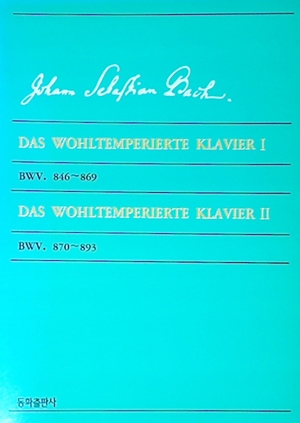 Johann Sebastian Bach.
DAS WOHLTEMPERIERTE KLAVIER I
BWV. 846~869
DAS WOHLTEMPERIERTE KLAVIER II
BWV. 870~893
동아출판사